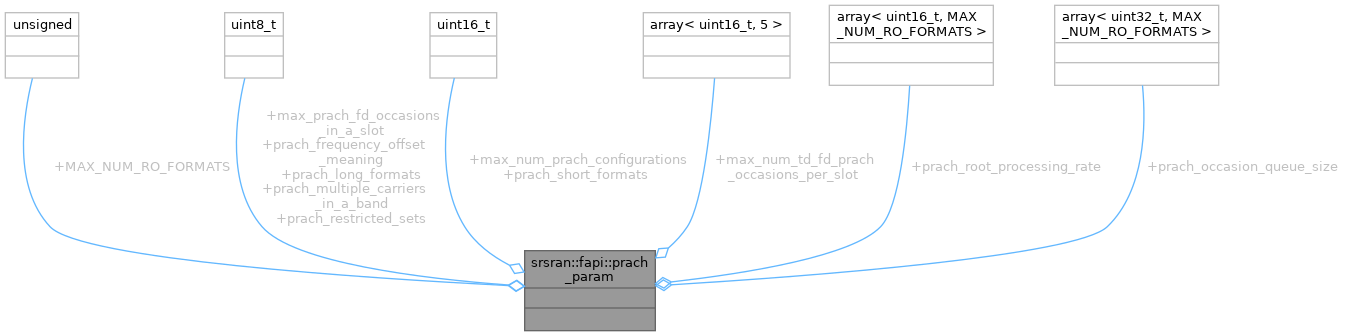 unsigned
uint8_t
uint16_t
array< uint16_t, 5 >
array< uint16_t, MAX
_NUM_RO_FORMATS >
array< uint32_t, MAX
_NUM_RO_FORMATS >
+MAX_NUM_RO_FORMATS
+max_prach_fd_occasions
_in_a_slot
+prach_frequency_offset
_meaning
+prach_long_formats
+prach_multiple_carriers
_in_a_band
+prach_restricted_sets
+max_num_prach_configurations
+prach_short_formats
+max_num_td_fd_prach
_occasions_per_slot
+prach_root_processing_rate
+prach_occasion_queue_size
srsran::fapi::prach
_param